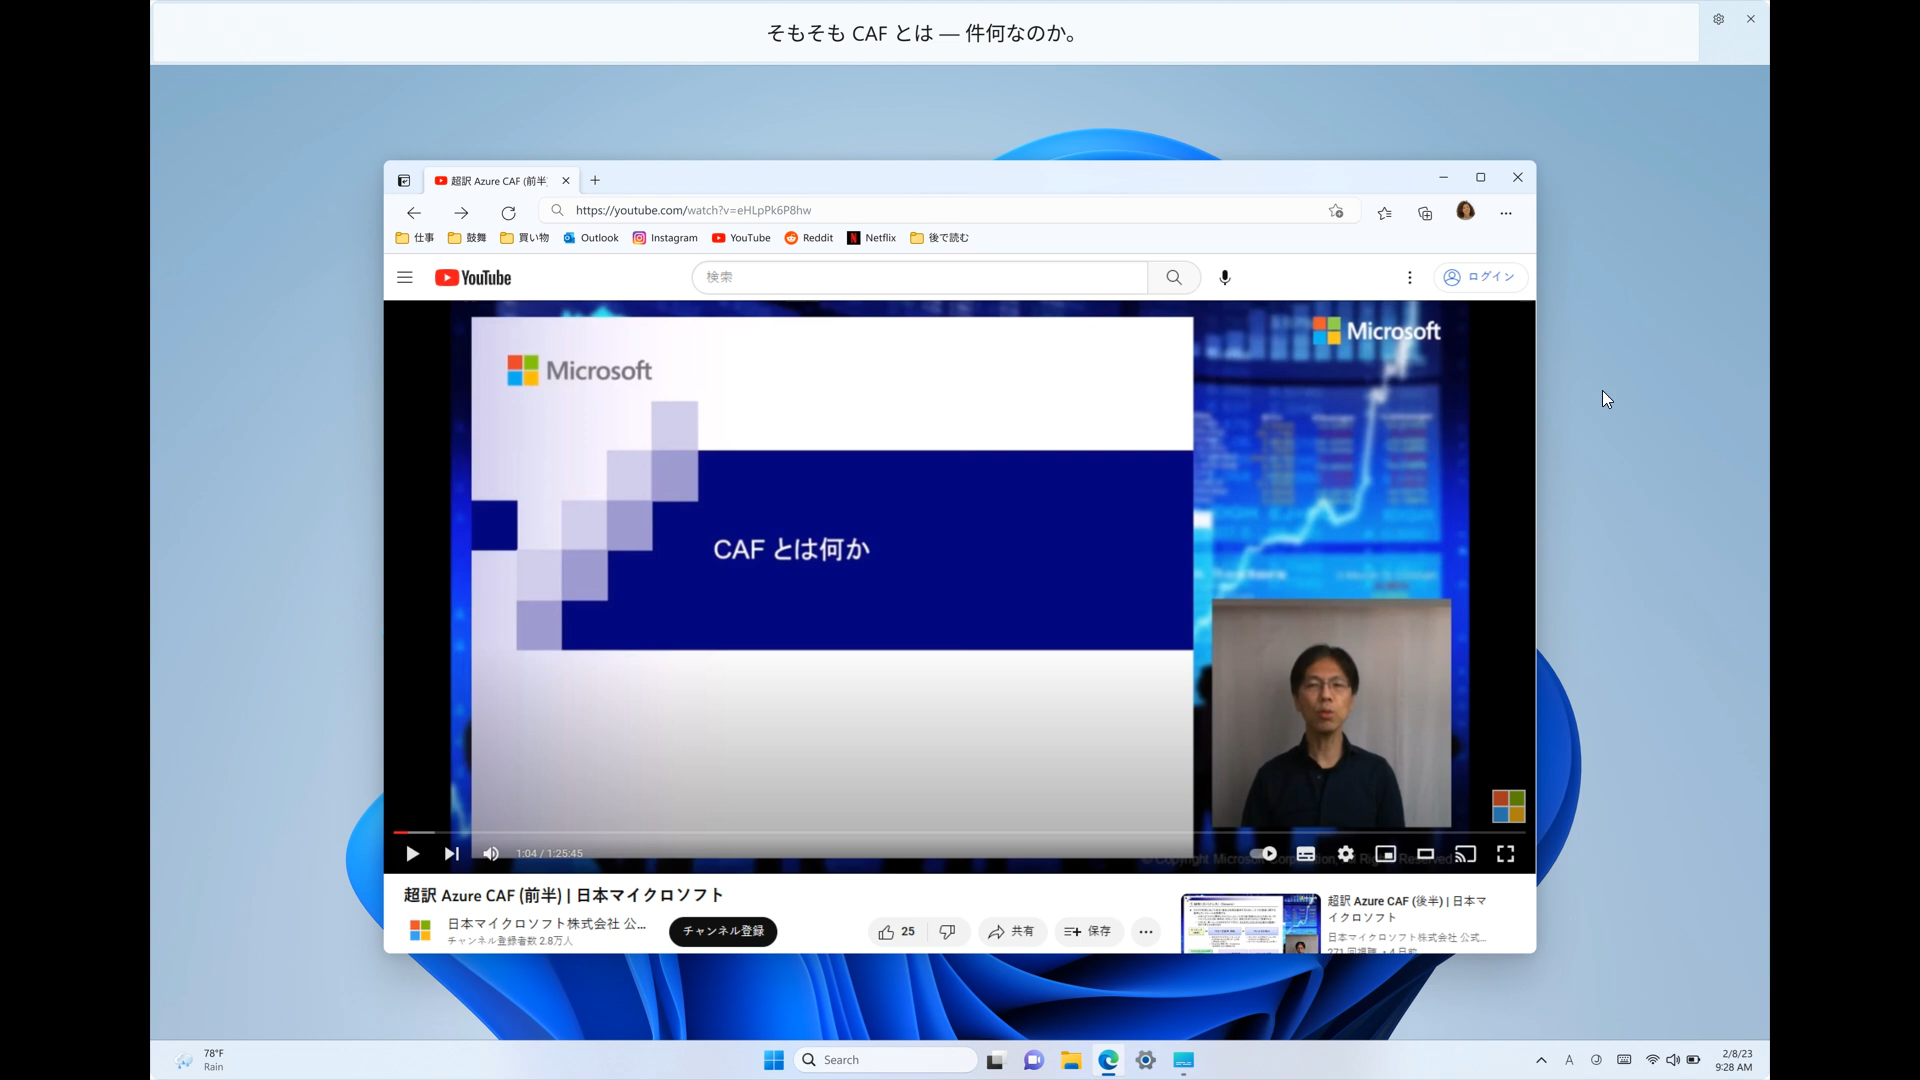 そもそも CAF とは — 件何なのか。
超訳 Azure CAF (前半
https://youtube.com/watch?v=eHLpPk6P8hw
仕事 鼓舞 買い物 Outlook Instagram YouTube Reddit Netflix 後で読む
YouTube 検索 ログイン
Microsoft
Microsoft
CAF とは何か
1:04 / 1:25:45
超訳 Azure CAF (前半) | 日本マイクロソフト
日本マイクロソフト株式会社 公...
チャンネル登録者数 2.8万人
チャンネル登録
25 共有 保存
超訳 Azure CAF (後半) | 日本マ
イクロソフト
日本マイクロソフト株式会社 公式...
78°F
Rain
Search
A
2/8/23
9:28 AM